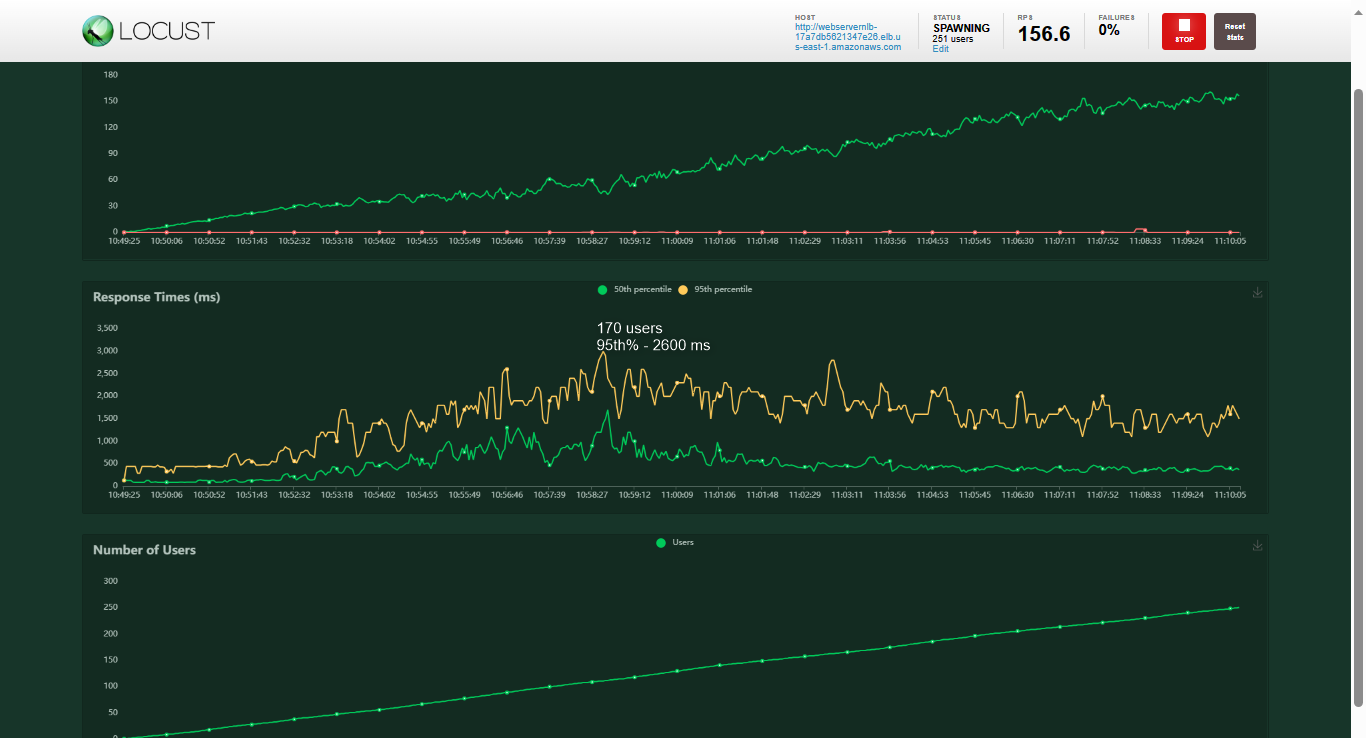 LOCUST
HOST
http://webservernlb-
17a7db5621347e26.elb.u
s-east-1.amazonaws.com
STATUS
SPAWNING
251 users
Edit
RPS
156.6
FAILURES
0%
STOP
Reset
Stats
180
150
120
90
60
30
0
10:49:25 10:50:06 10:50:52 10:51:43 10:52:32 10:53:18 10:54:02 10:54:55 10:55:49 10:56:46 10:57:39 10:58:27 10:59:12 11:00:09 11:01:06 11:01:48 11:02:29 11:03:11 11:03:56 11:04:53 11:05:45 11:06:30 11:07:11 11:07:52 11:08:33 11:09:24 11:10:05
Response Times (ms)
50th percentile 95th percentile
170 users
95th% - 2600 ms
3,500
3,000
2,500
2,000
1,500
1,000
500
0
10:49:25 10:50:06 10:50:52 10:51:43 10:52:32 10:53:18 10:54:02 10:54:55 10:55:49 10:56:46 10:57:39 10:58:27 10:59:12 11:00:09 11:01:06 11:01:48 11:02:29 11:03:11 11:03:56 11:04:53 11:05:45 11:06:30 11:07:11 11:07:52 11:08:33 11:09:24 11:10:05
Number of Users
Users
300
250
200
150
100
50
0